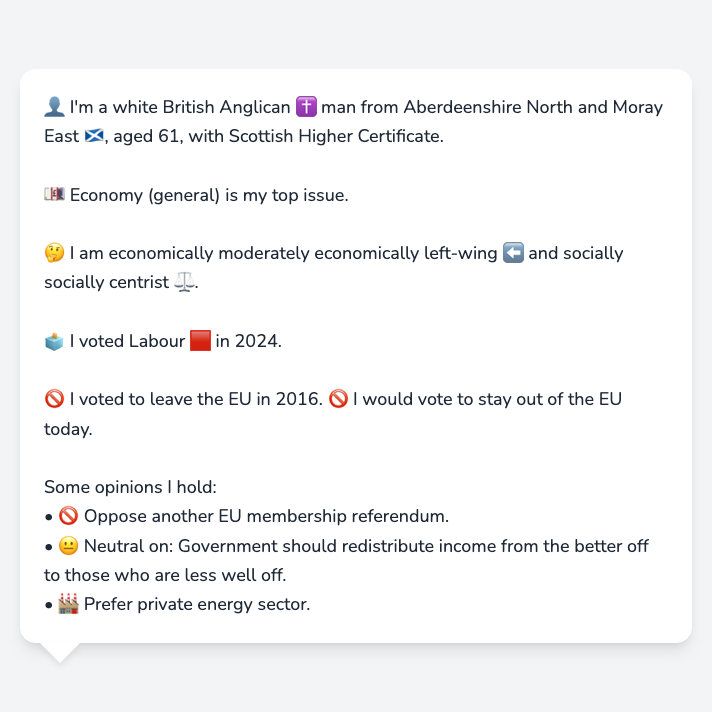 👤 I'm a white British Anglican ✝️ man from Aberdeenshire North and Moray
East 🏴󠁧󠁢󠁳󠁣󠁴󠁿, aged 61, with Scottish Higher Certificate.
💷 Economy (general) is my top issue.
🤔 I am economically moderately economically left-wing ⬅️ and socially
socially centrist ⚖️.
🗳️ I voted Labour 🟥 in 2024.
🚫 I voted to leave the EU in 2016. 🚫 I would vote to stay out of the EU
today.
Some opinions I hold:
• 🚫 Oppose another EU membership referendum.
• 😐 Neutral on: Government should redistribute income from the better off
to those who are less well off.
• 🏭 Prefer private energy sector.